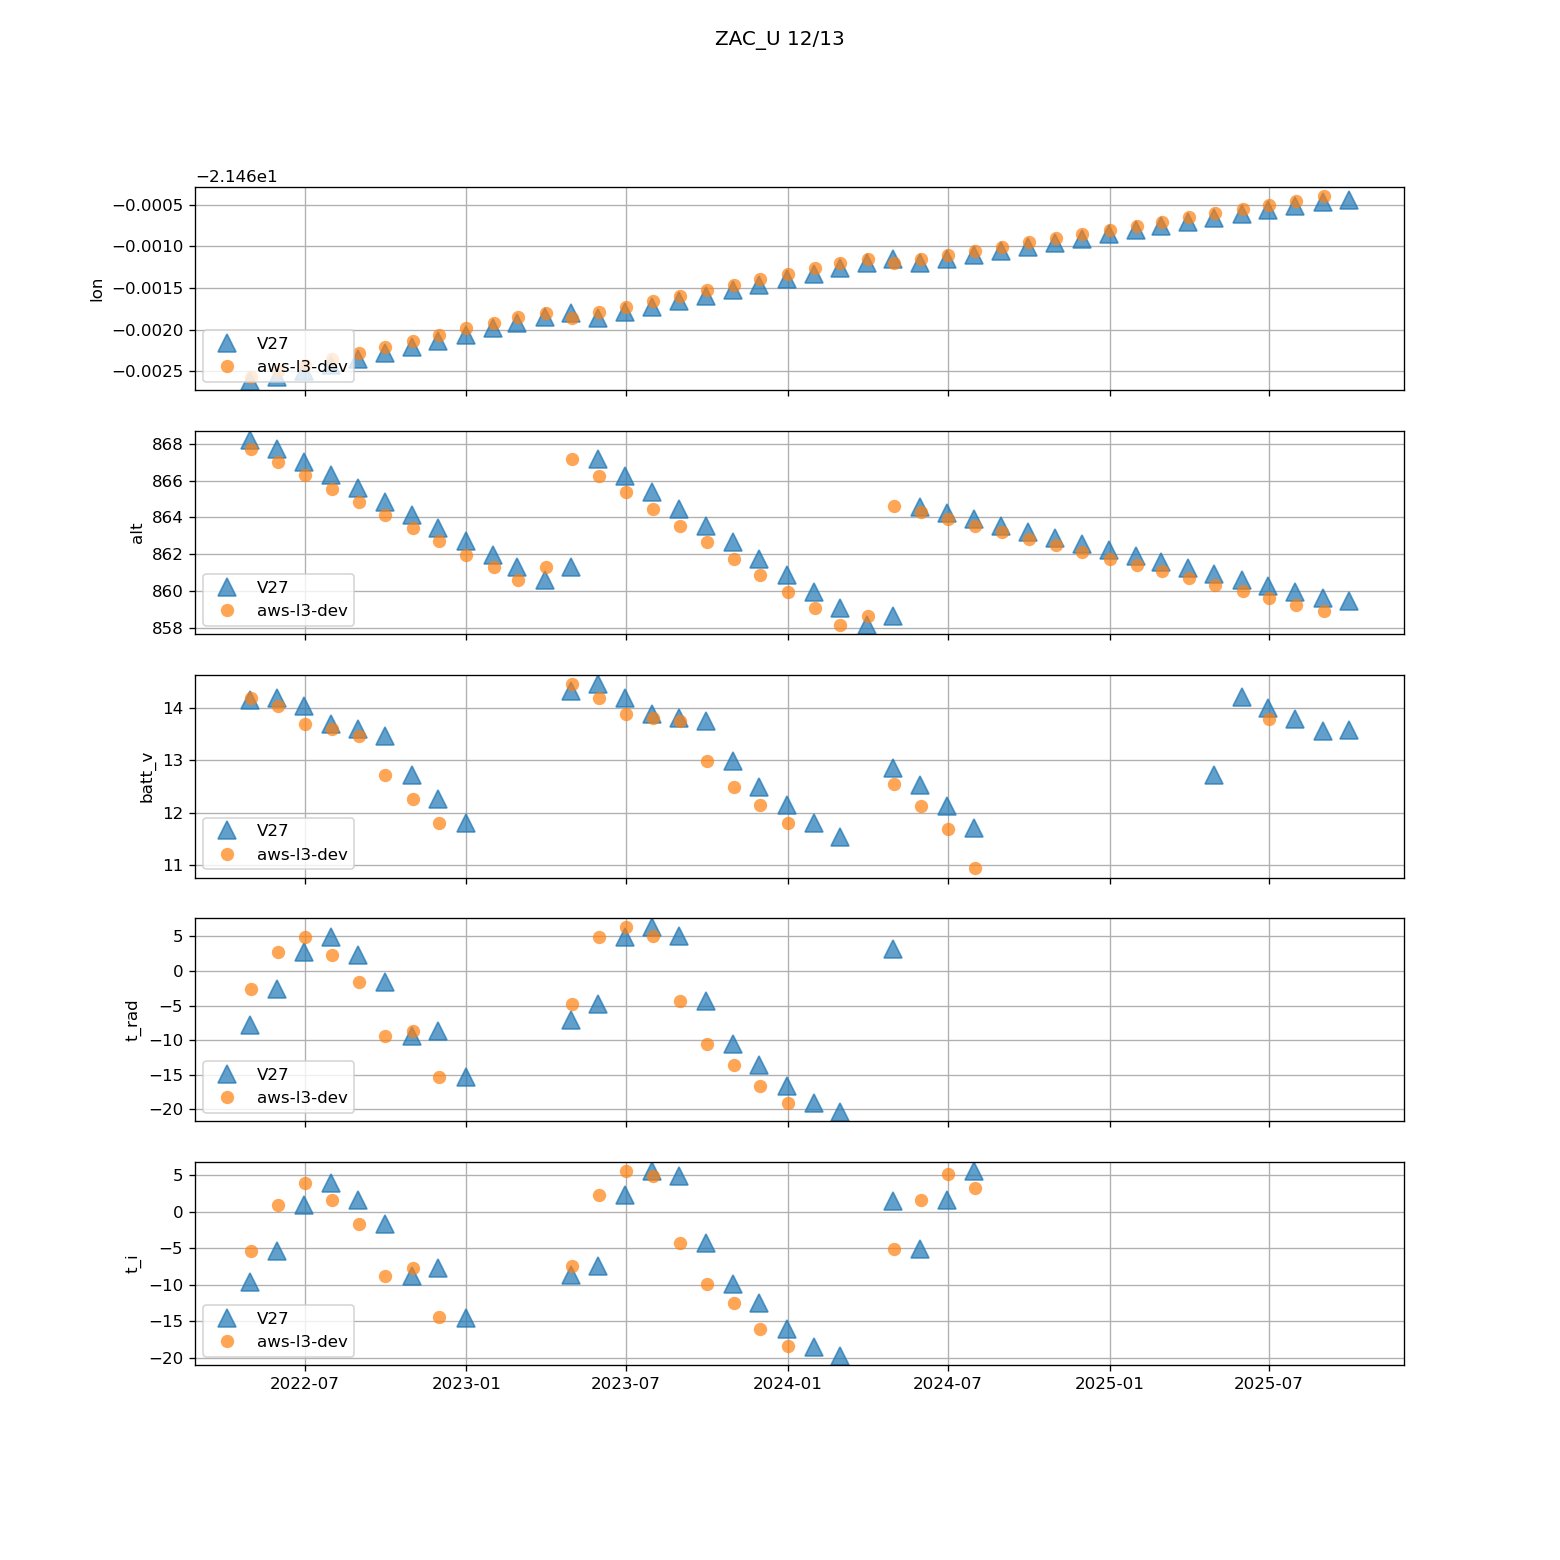 ZAC_U 12/13
−2.146e1
−0.0005
−0.0010
−0.0015
−0.0020
−0.0025
lon
V27
aws-l3-dev
868
866
864
862
860
858
alt
V27
aws-l3-dev
14
13
12
11
batt_v
V27
aws-l3-dev
5
0
−5
−10
−15
−20
t_rad
V27
aws-l3-dev
5
0
−5
−10
−15
−20
t_i
V27
aws-l3-dev
2022-07 2023-01 2023-07 2024-01 2024-07 2025-01 2025-07